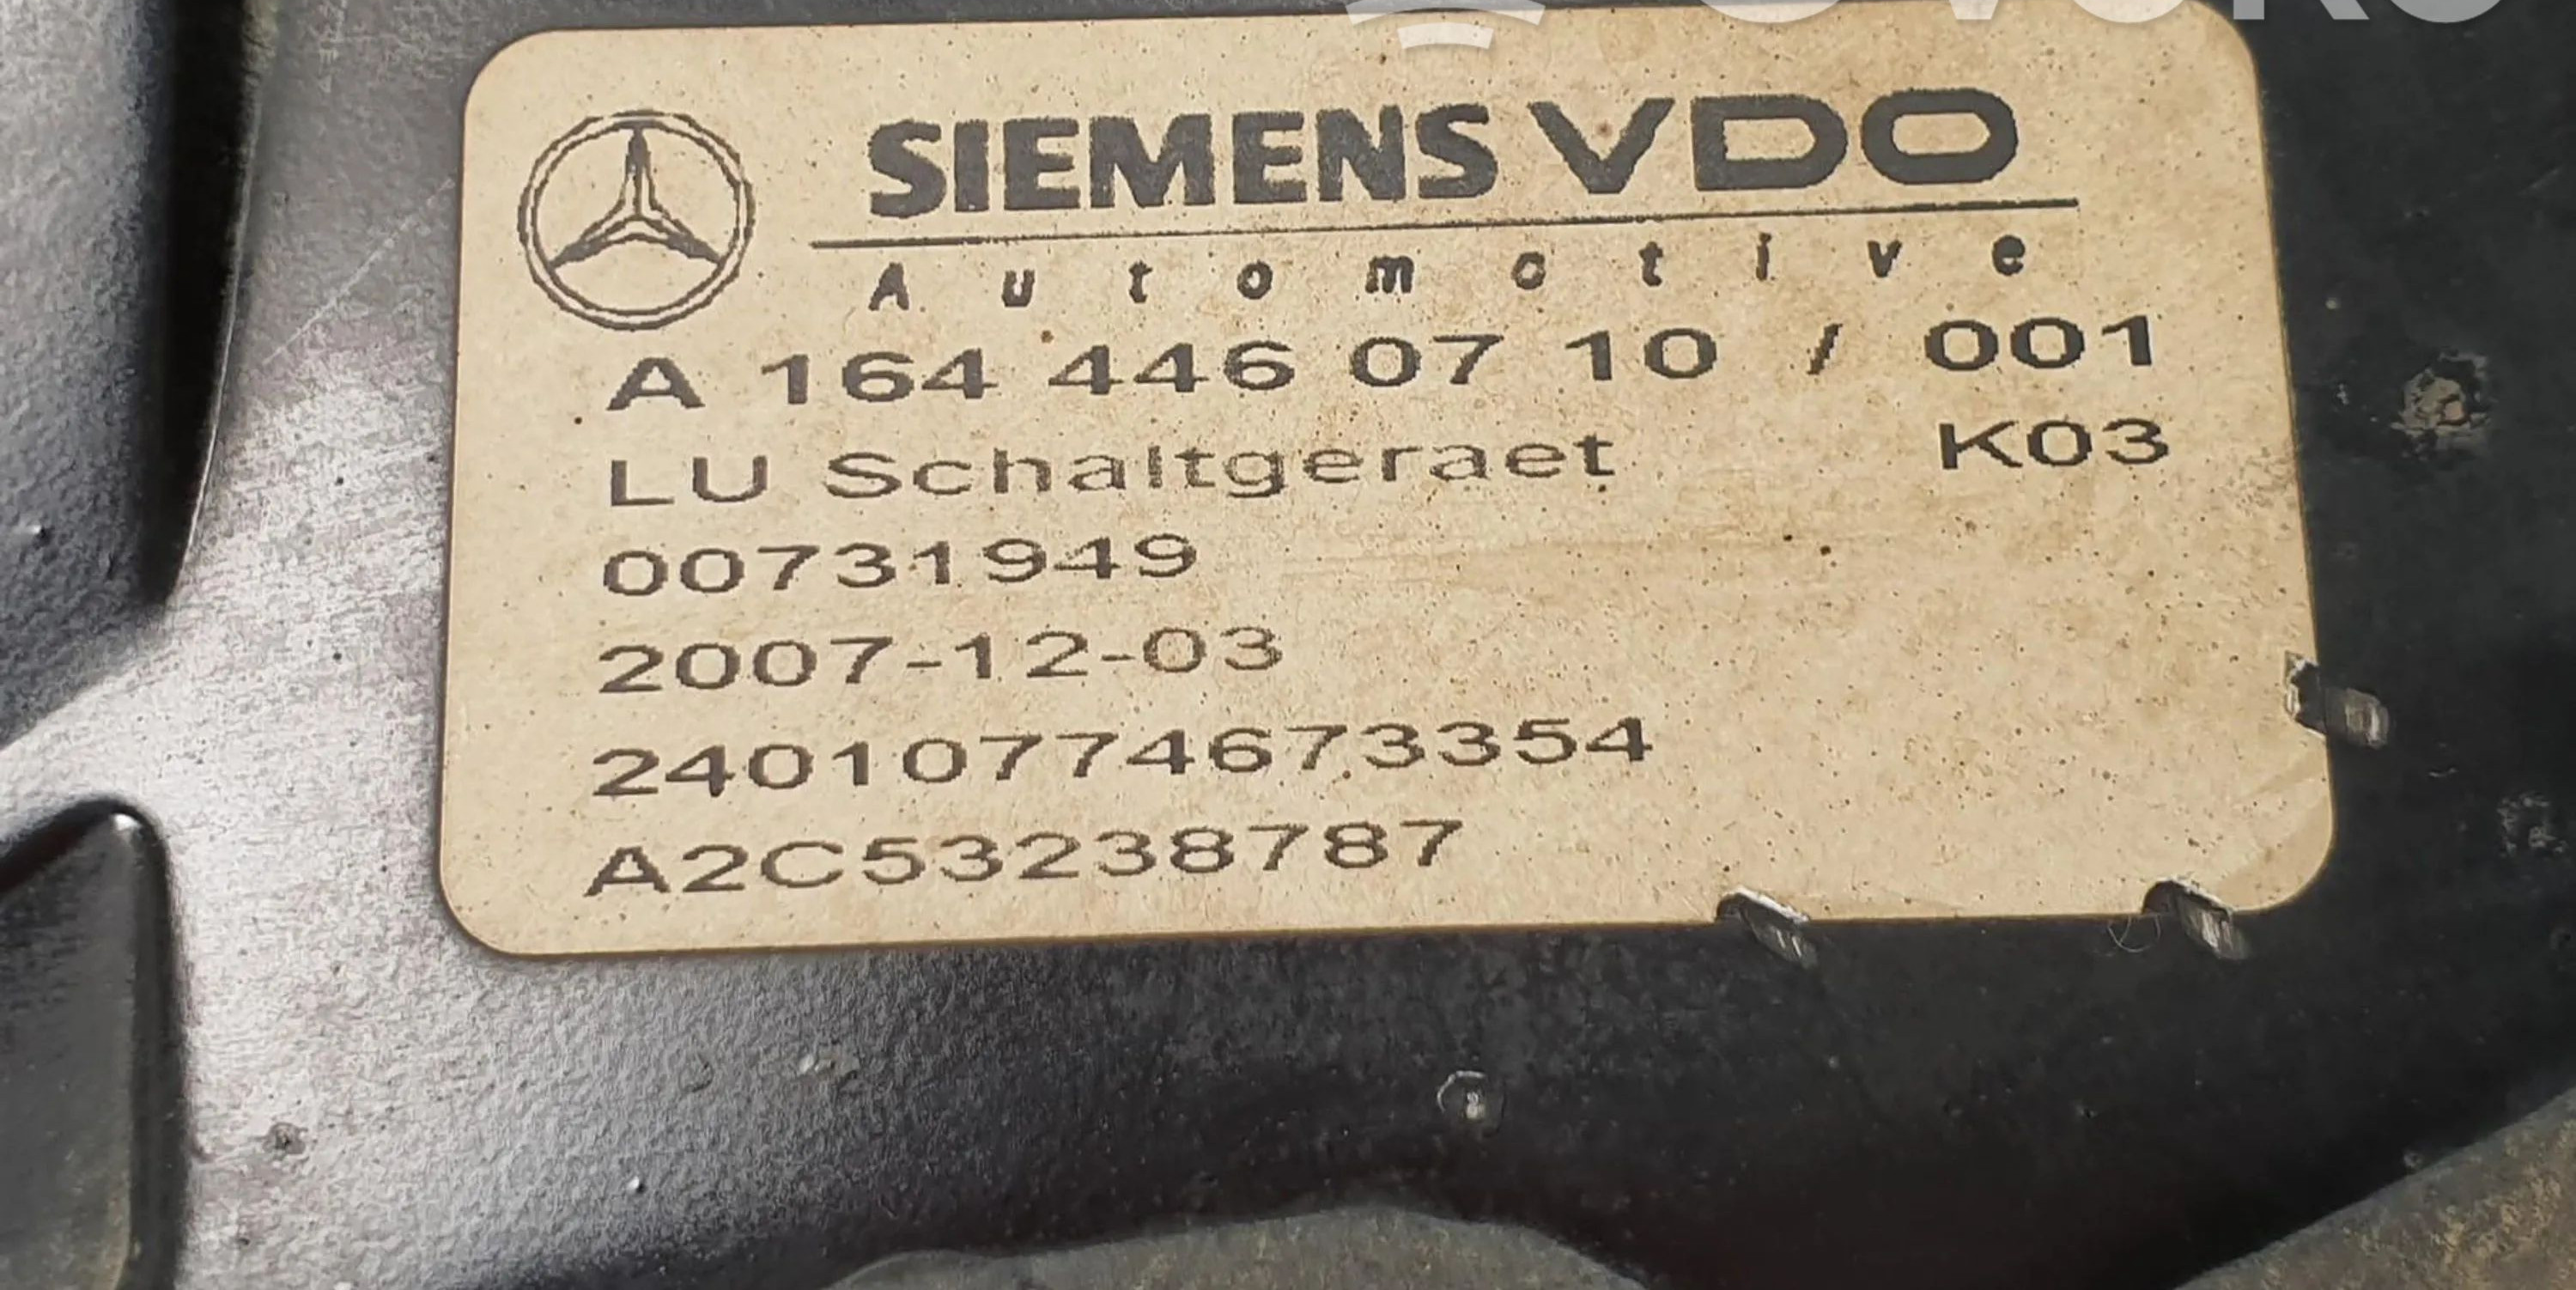 SIEMENS VDO
Automotive
A 164 446 07 10 / 001
LU Schaltgeraet K03
00731949
2007-12-03
24010774673354
A2C53238787